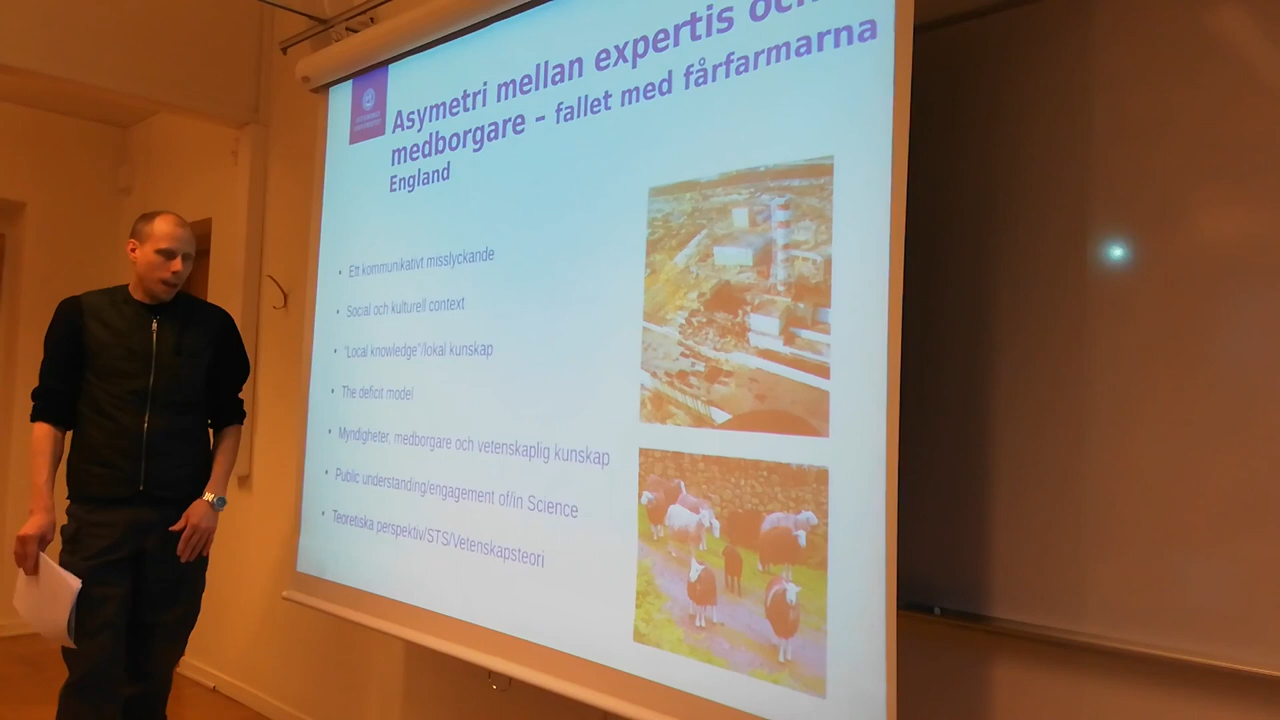 Asymetri mellan expertis och
medborgare – fallet med fårfarmarna
England
• Ett kommunikativt misslyckande
• Social och kulturell context
• "Local knowledge"/lokal kunskap
• The deficit model
• Myndigheter, medborgare och vetenskaplig kunskap
• Public understanding/engagement of/in Science
• Teoretiska perspektiv/STS/Vetenskapsteori